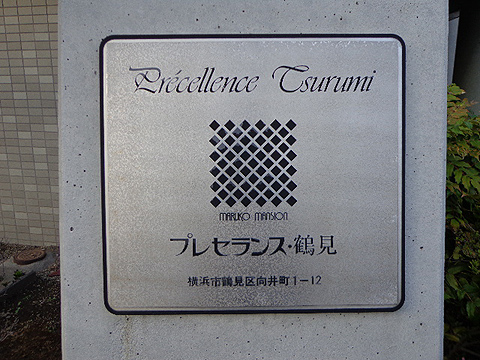 Précellence Tsurumi
MARUKO MANSION
プレセランス・鶴見
横浜市鶴見区向井町1-12